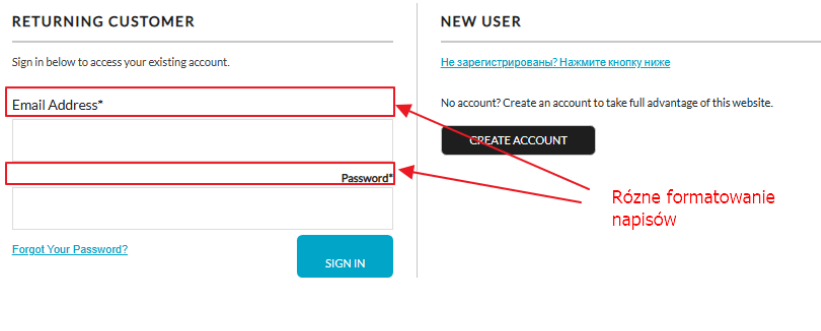 RETURNING CUSTOMER
Sign in below to access your existing account.
Email Address*
Password*
Forgot Your Password?
SIGN IN
NEW USER
Не зарегистрированы? Нажмите кнопку ниже
No account? Create an account to take full advantage of this website.
CREATE ACCOUNT
Rózne formatowanie
napisów